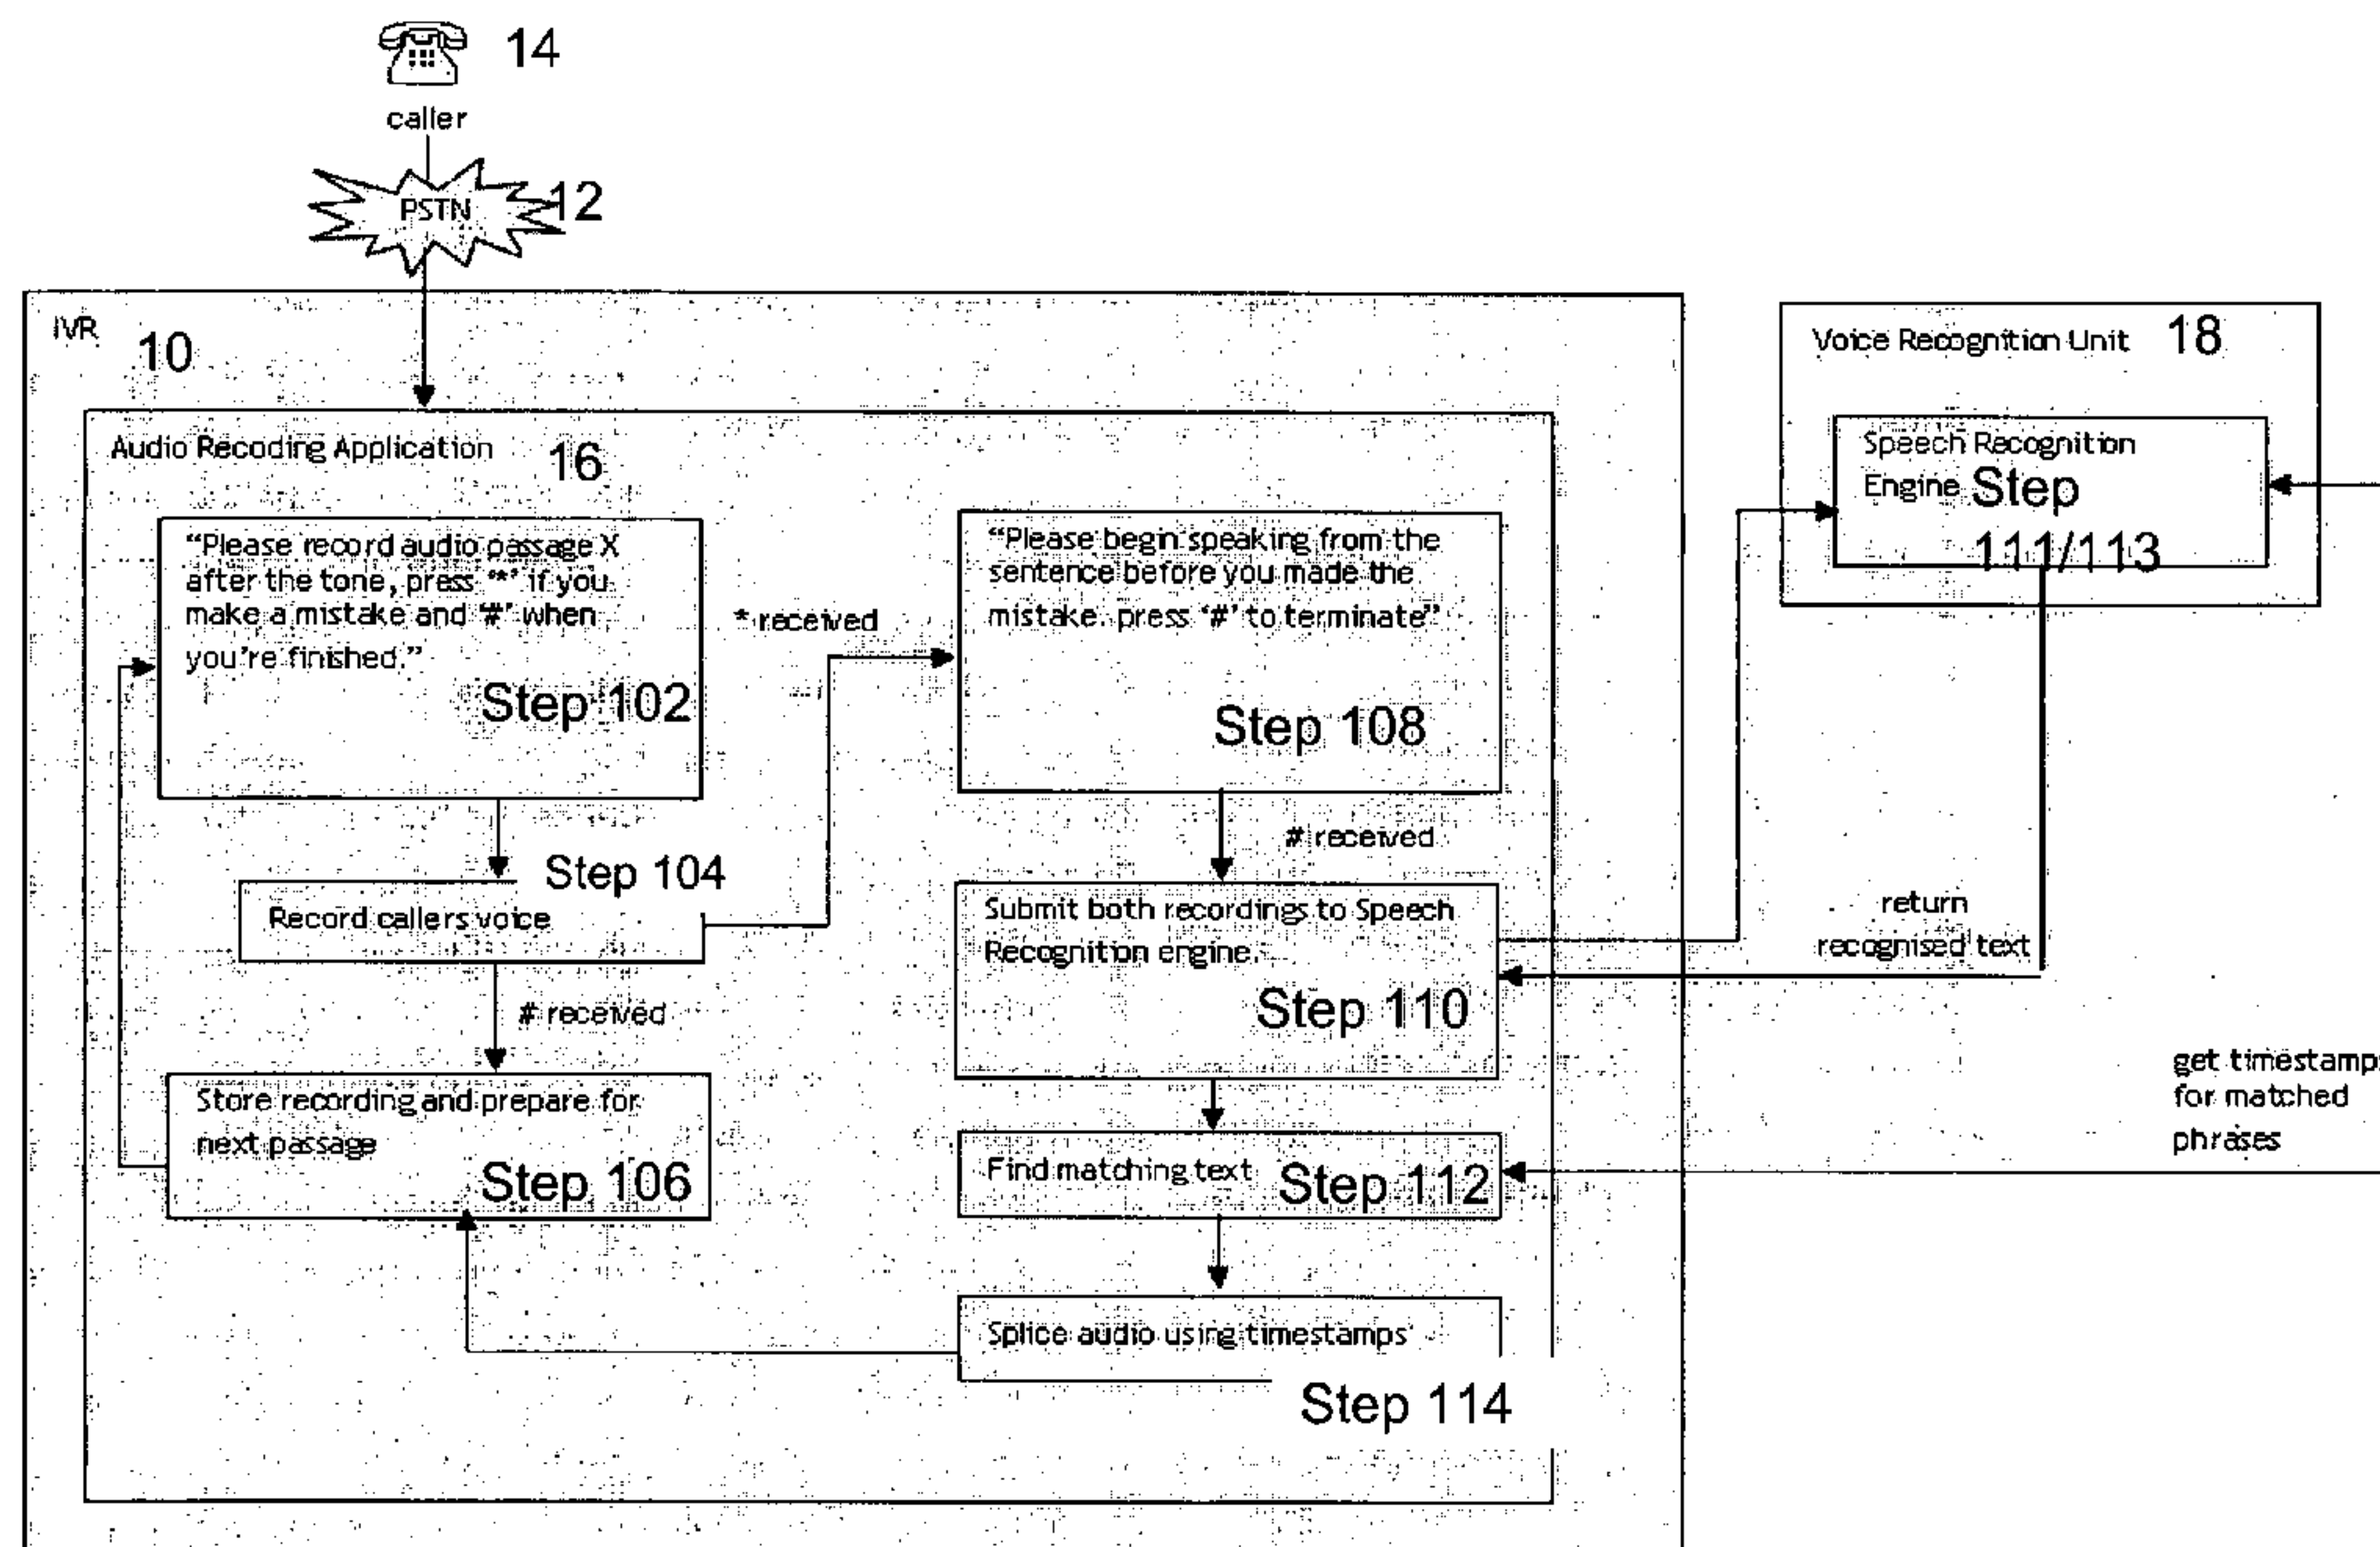 14
caller
PSTN
12
IVR
10
Audio Recoding Application
16
"Please record audio passage X
after the tone, press '*' if you
make a mistake and '#' when
you're finished."
Step 102
* received
"Please begin speaking from the
sentence before you made the
mistake. press '#' to terminate"
Step 108
Step 104
Record callers voice
# received
# received
Submit both recordings to Speech
Recognition engine.
Step 110
Store recording and prepare for
next passage
Step 106
Find matching text
Step 112
Splice audio using timestamps
Step 114
Voice Recognition Unit
18
Speech Recognition
Engine Step
111/113
return
recognised text
get timestamps
for matched
phrases